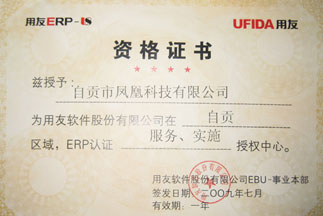 用友ERP-U8
UFIDA用友
资格证书
★★★★
兹授予：
自贡市凤凰科技有限公司
为用友软件股份有限公司在 自贡
区域，ERP认证 服务、实施 授权中心。
用友软件股份有限公司EBU-事业本部
签发日期：二〇〇九年七月
有效期：一年